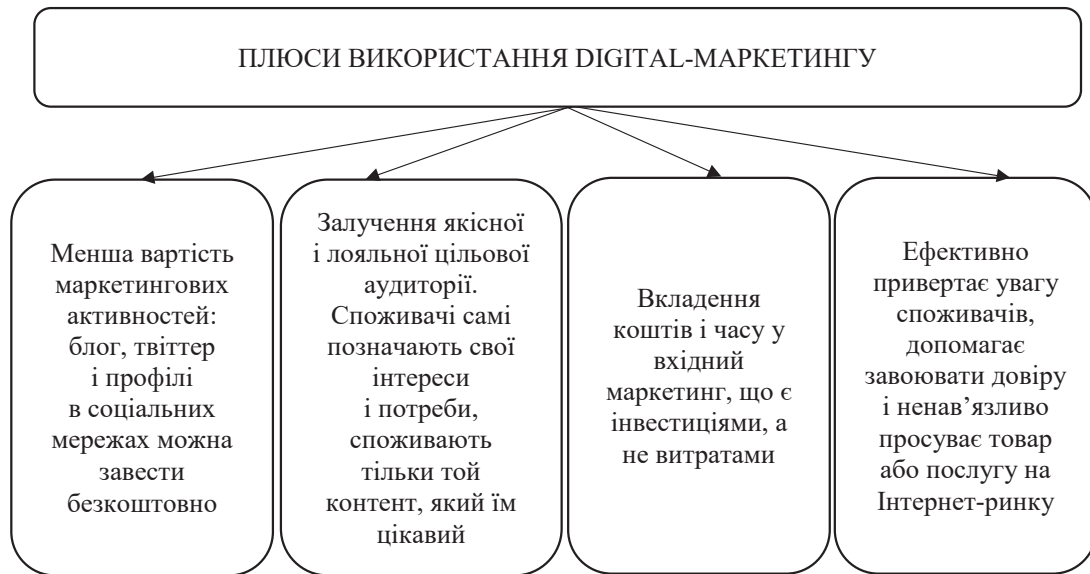 ПЛЮСИ ВИКОРИСТАННЯ DIGITAL-МАРКЕТИНГУ
Менша вартість
маркетингових
активностей:
блог, твіттер
і профілі
в соціальних
мережах можна
завести
безкоштовно
Залучення якісної
і лояльної цільової
аудиторії.
Споживачі самі
позначають свої
інтереси
і потреби,
споживають
тільки той
контент, який їм
цікавий
Вкладення
коштів і часу у
вхідний
маркетинг, що є
інвестиціями, а
не витратами
Ефективно
привертає увагу
споживачів,
допомагає
завоювати довіру
і ненав’язливо
просуває товар
або послугу на
Інтернет-ринку